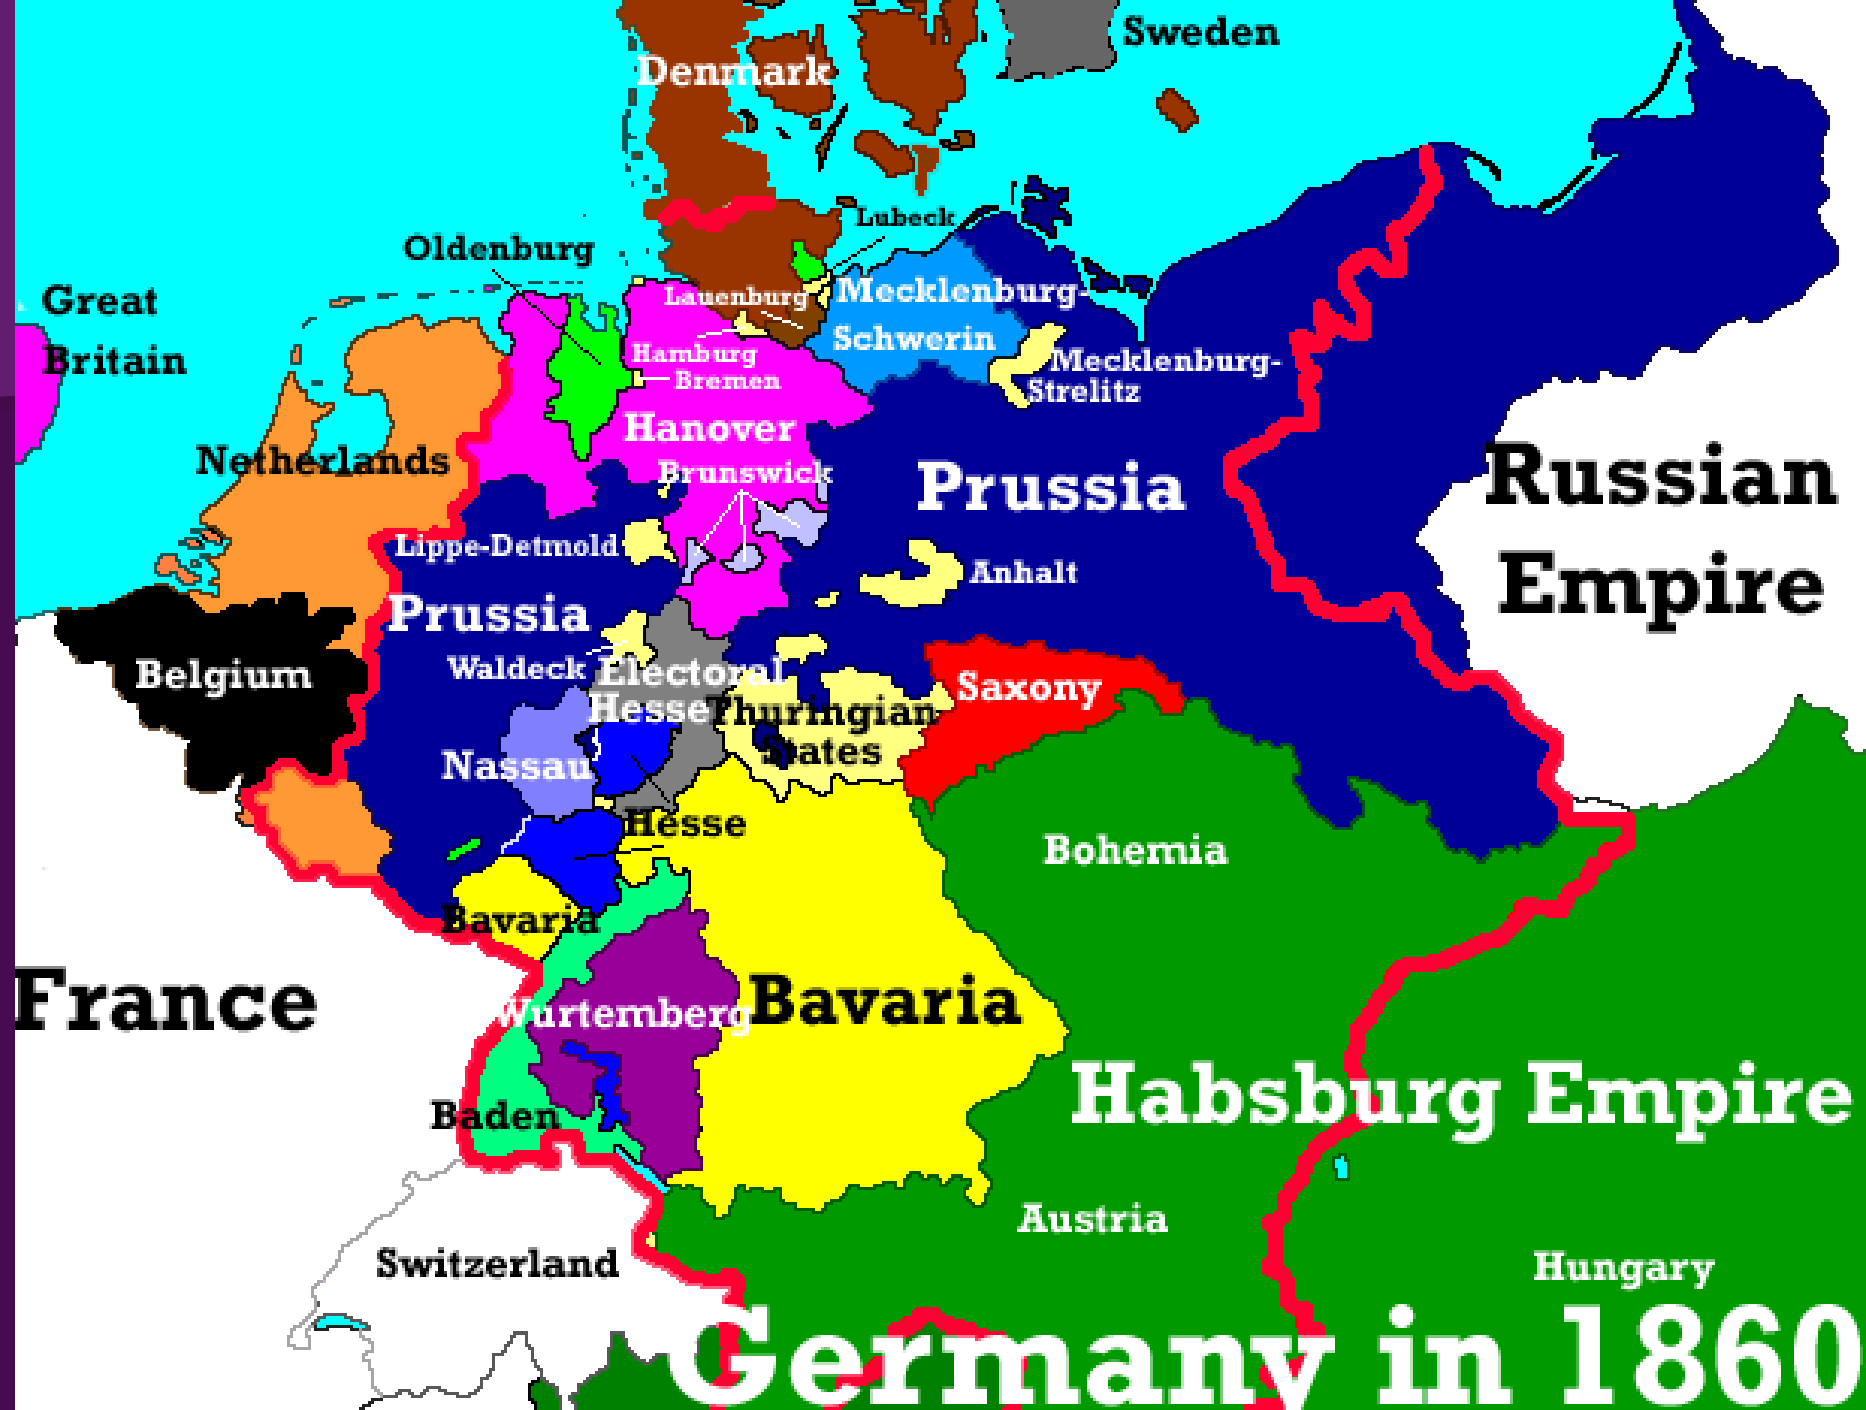 Sweden
Denmark
Lubeck
Oldenburg
Great
Britain
Lauenburg
Mecklenburg-
Schwerin
Hamburg
Bremen
Mecklenburg-
Strelitz
Hanover
Netherlands
Brunswick
Prussia
Russian
Empire
Lippe-Detmold
Anhalt
Prussia
Belgium
Waldeck
Electoral
Hesse
Saxony
Thuringian
States
Nassau
Hesse
Bohemia
Bavaria
France
Wurtemberg
Bavaria
Habsburg Empire
Baden
Austria
Switzerland
Hungary
Germany in 1860